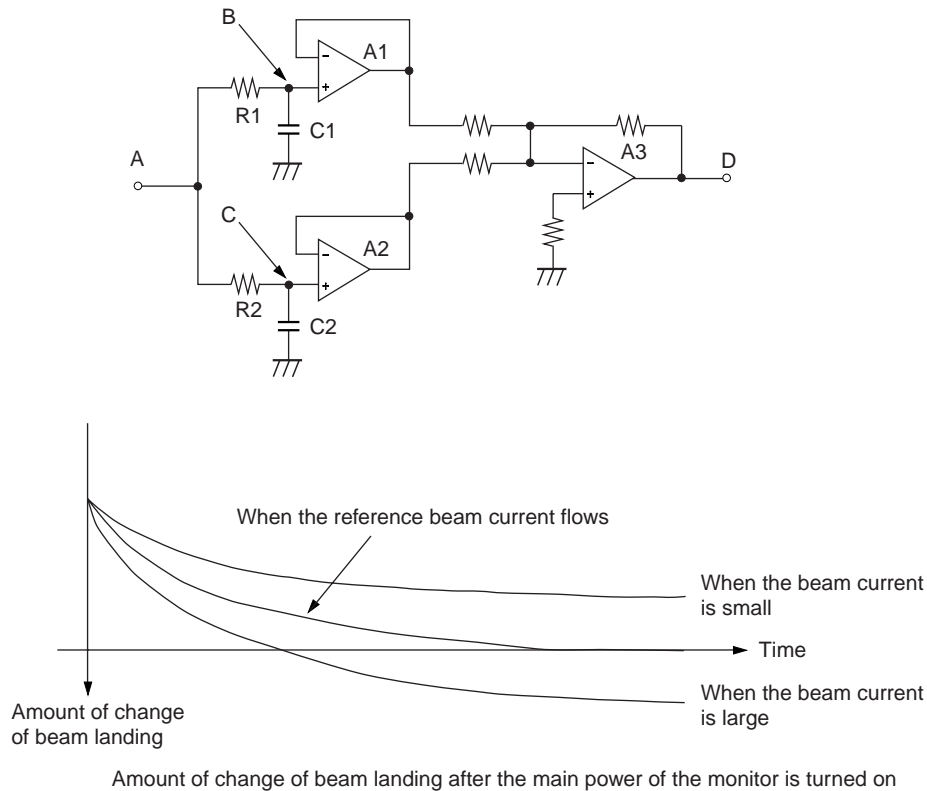 B
A1
-
+
R1
C1
A
A3
D
-
+
C
A2
-
+
R2
C2
When the reference beam current flows
When the beam current
is small
Time
When the beam current
is large
Amount of change
of beam landing
Amount of change of beam landing after the main power of the monitor is turned on